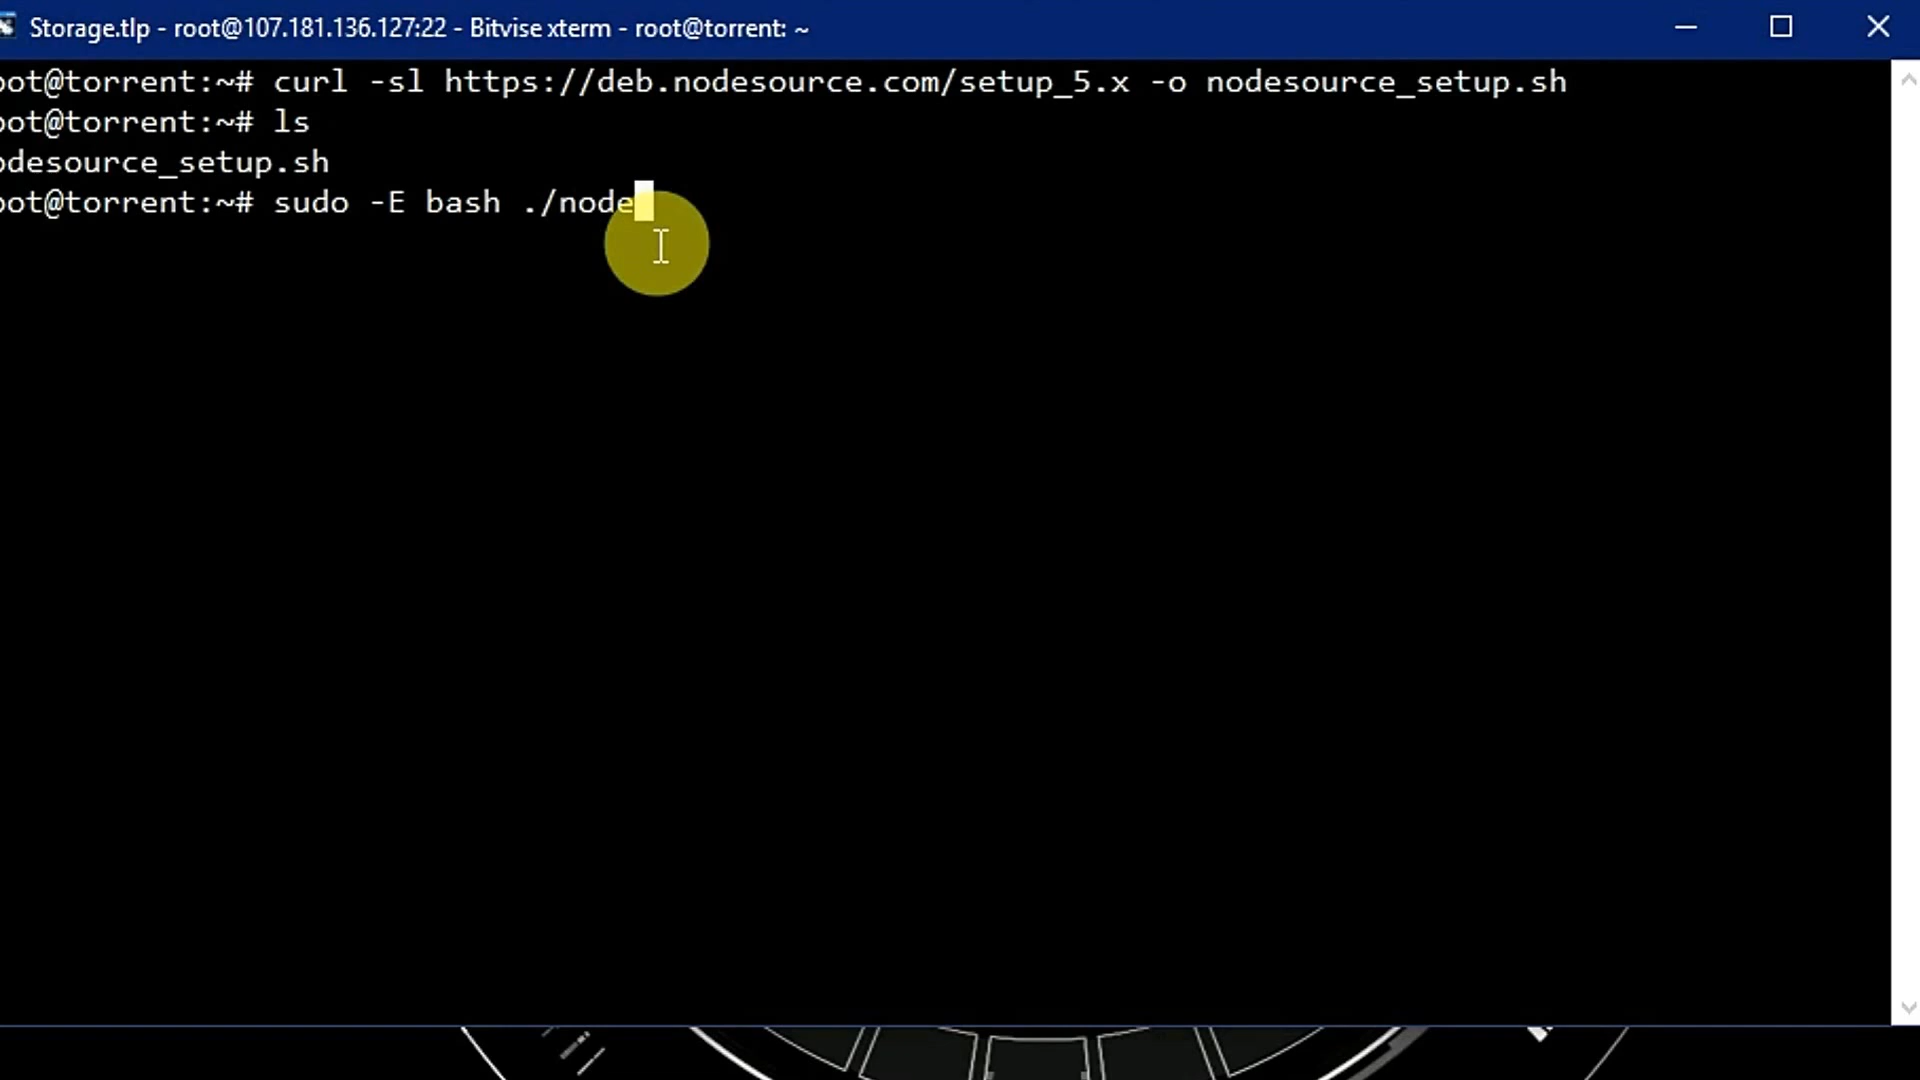 Storage.tlp - root@107.181.136.127:22 - Bitvise xterm - root@torrent: ~
oot@torrent:~# curl -sl https://deb.nodesource.com/setup_5.x -o nodesource_setup.sh
oot@torrent:~# ls
odesource_setup.sh
oot@torrent:~# sudo -E bash ./node